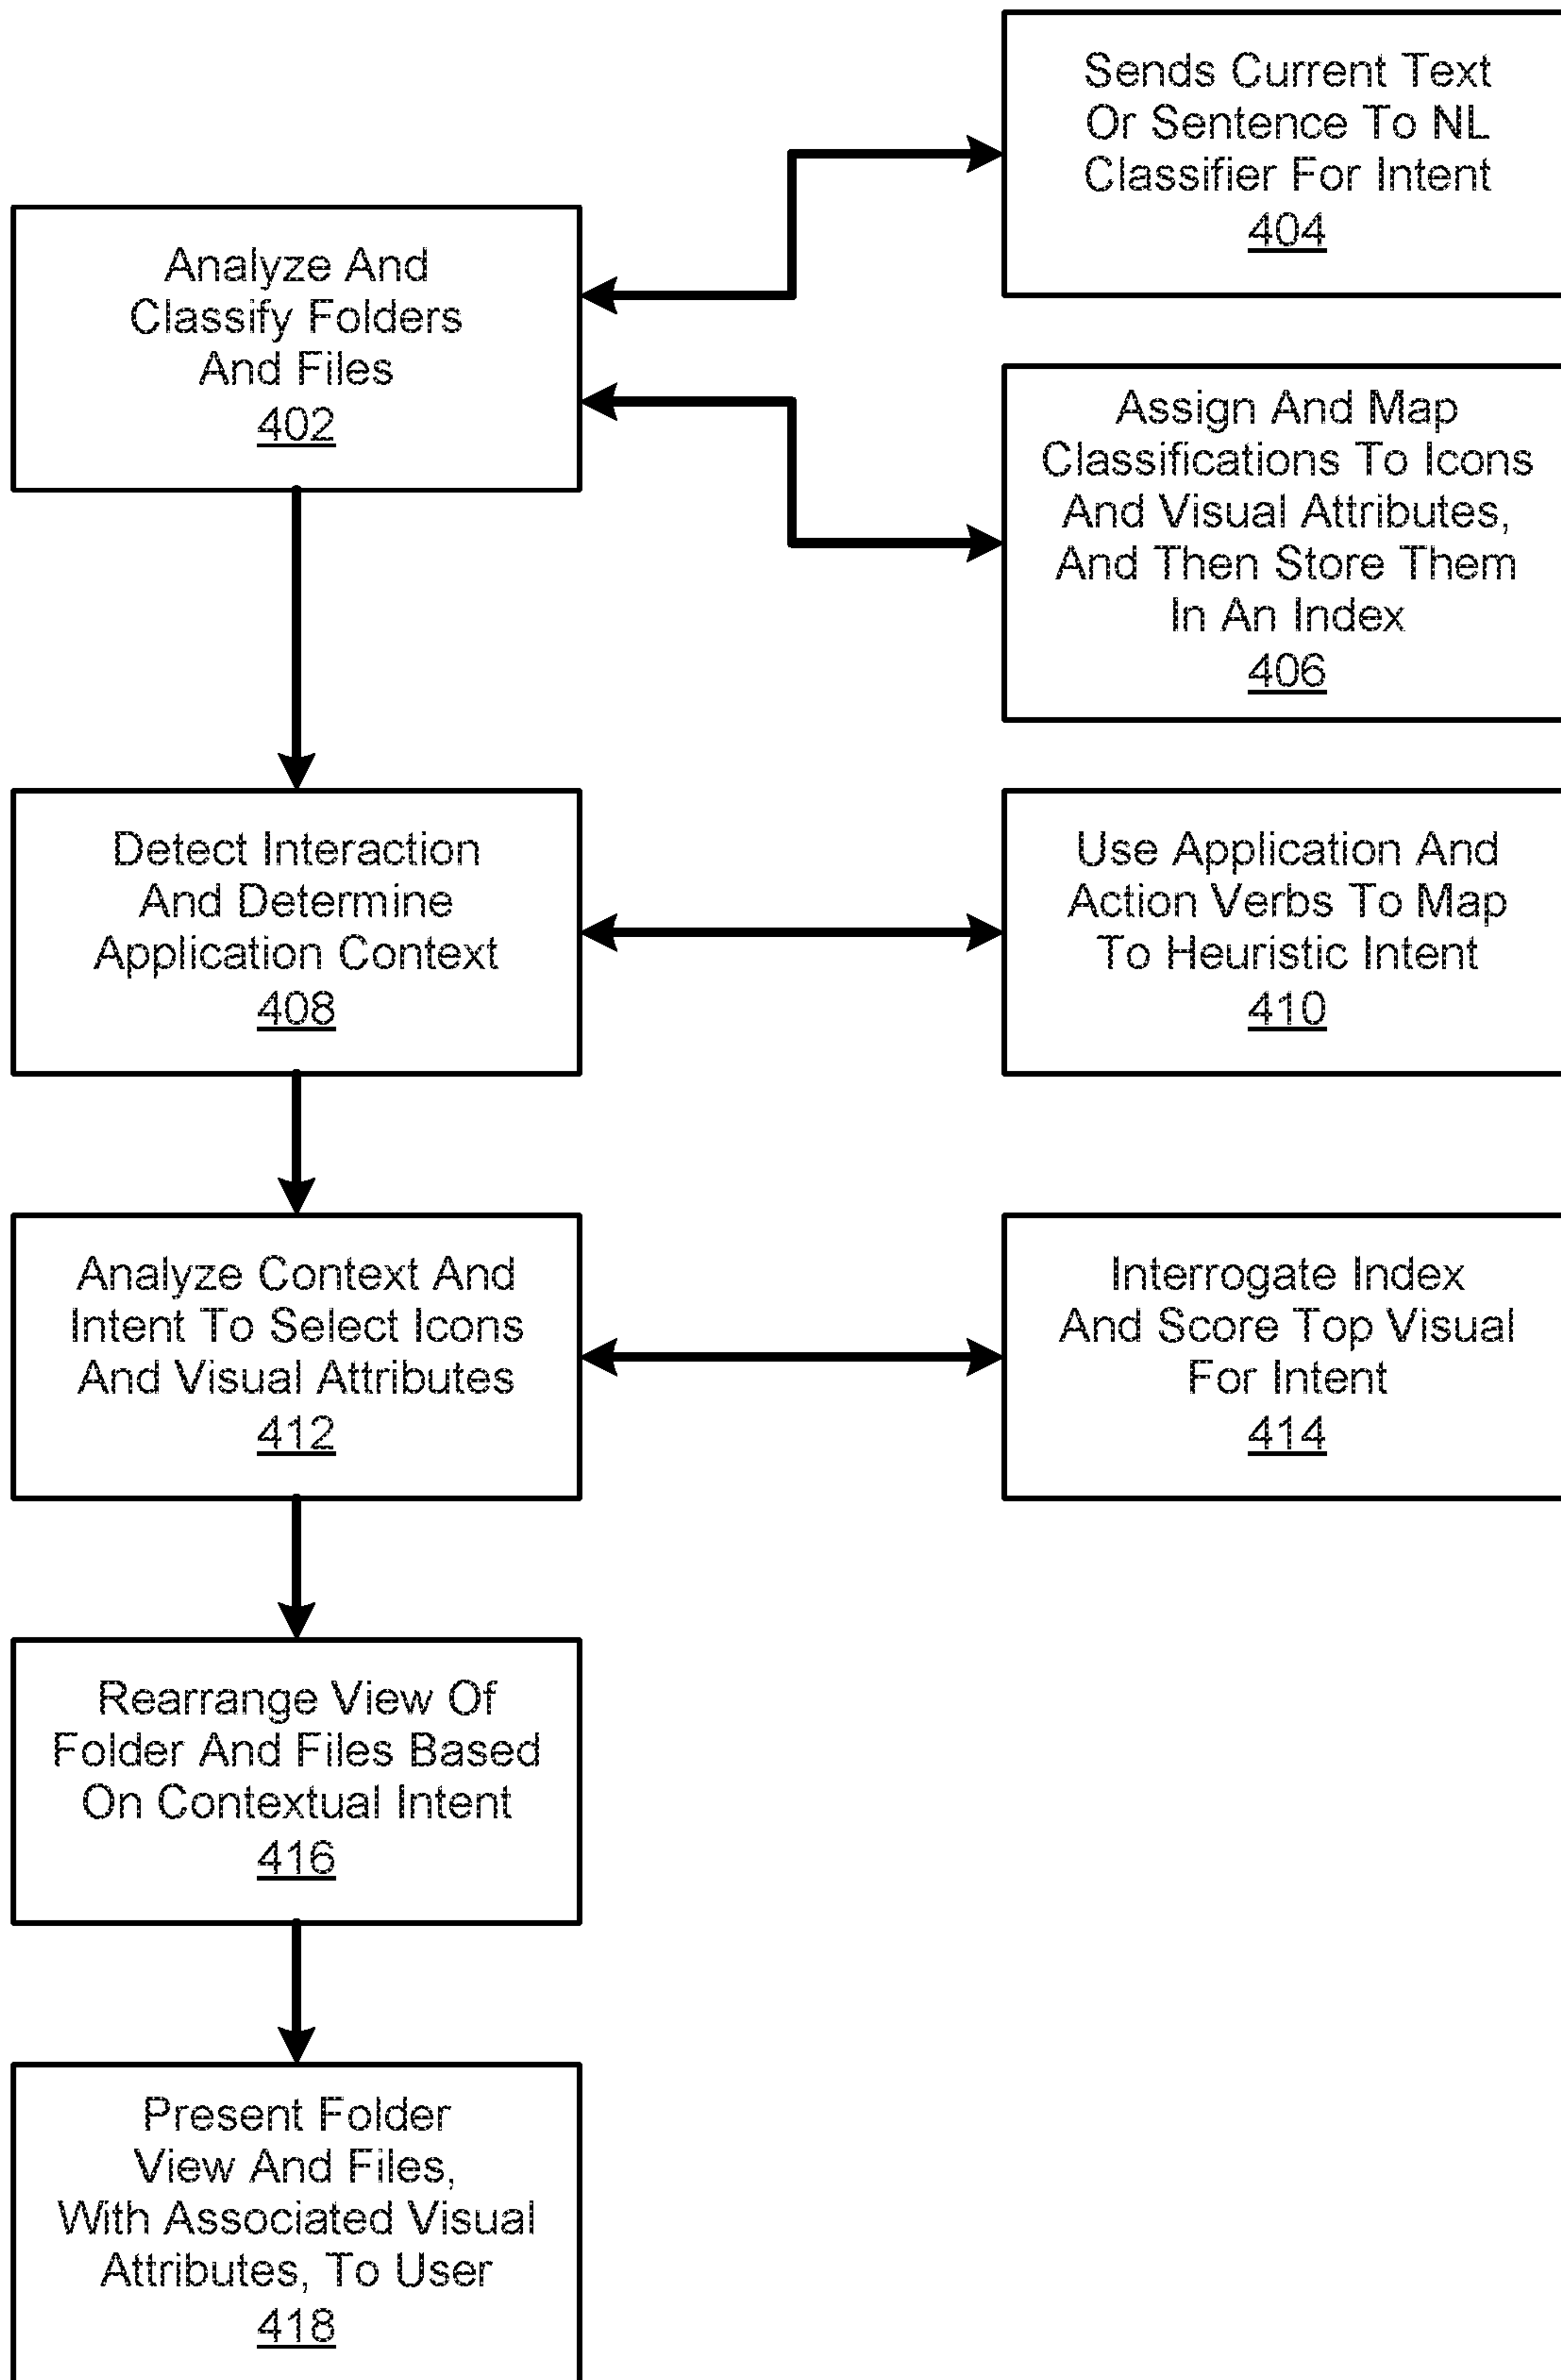 Sends Current Text
Or Sentence To NL
Classifier For Intent
404
Analyze And
Classify Folders
And Files
402
Assign And Map
Classifications To Icons
And Visual Attributes,
And Then Store Them
In An Index
406
Detect Interaction
And Determine
Application Context
408
Use Application And
Action Verbs To Map
To Heuristic Intent
410
Analyze Context And
Intent To Select Icons
And Visual Attributes
412
Interrogate Index
And Score Top Visual
For Intent
414
Rearrange View Of
Folder And Files Based
On Contextual Intent
416
Present Folder
View And Files,
With Associated Visual
Attributes, To User
418